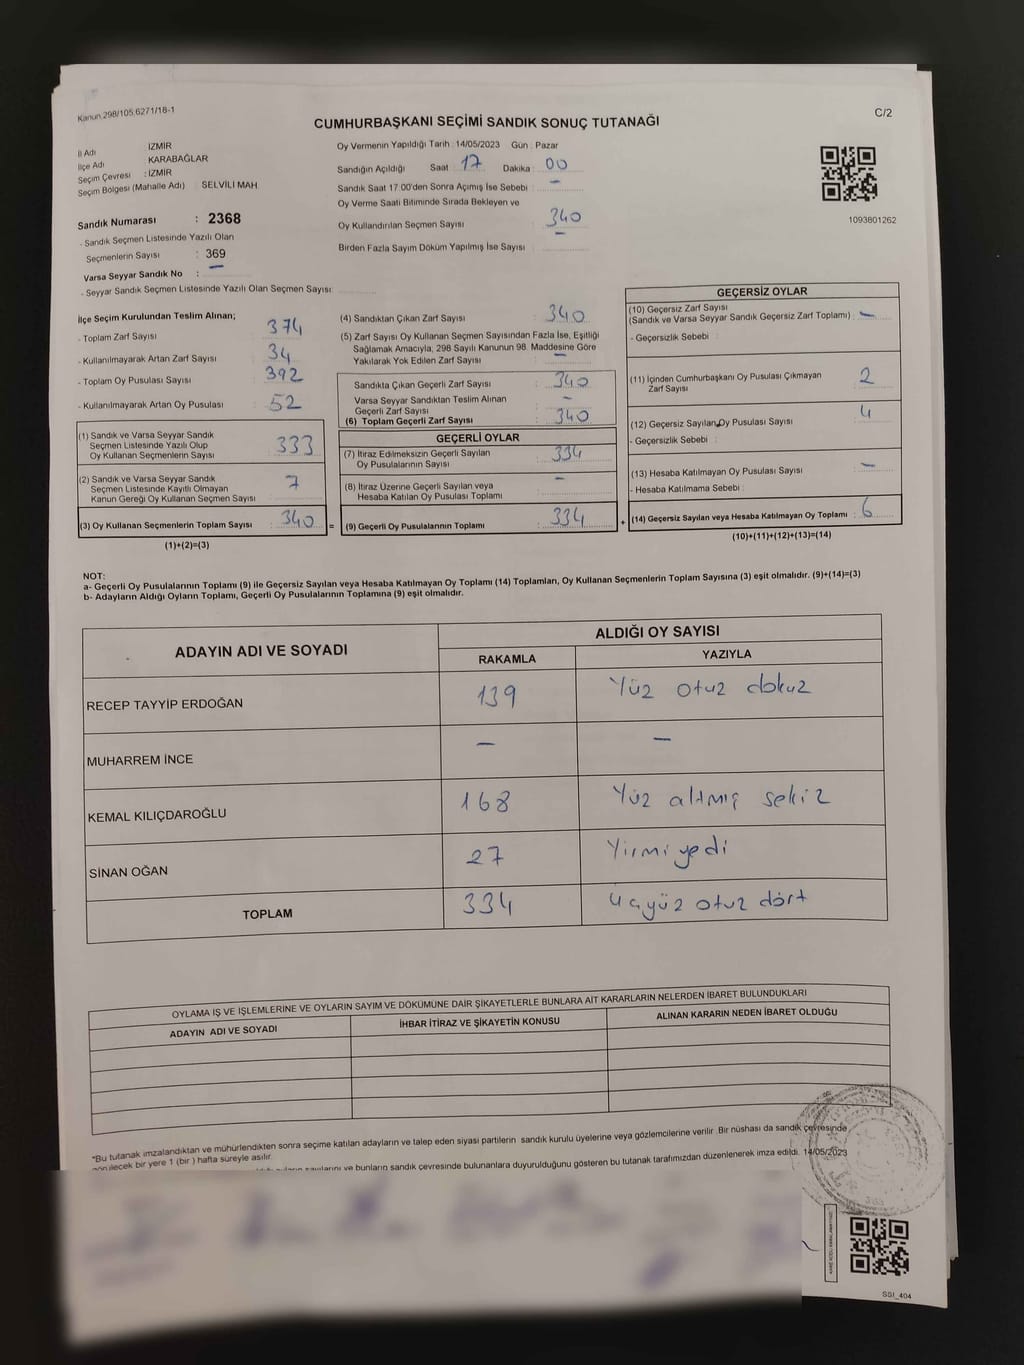 Kanun 298/105.6271/18-1
C/2
CUMHURBAŞKANI SEÇİMİ SANDIK SONUÇ TUTANAĞI
İl Adı : İZMİR
İlçe Adı : KARABAĞLAR
Seçim Çevresi : İZMİR
Seçim Bölgesi (Mahalle Adı) : SELVİLİ MAH.
Sandık Numarası : 2368
- Sandık Seçmen Listesinde Yazılı Olan
Seçmenlerin Sayısı : 369
Varsa Seyyar Sandık No : —
- Seyyar Sandık Seçmen Listesinde Yazılı Olan Seçmen Sayısı:
Oy Vermenin Yapıldığı Tarih :14/05/2023 Gün : Pazar
Sandığın Açıldığı Saat : 17 Dakika : 00
Sandık Saat 17.00'den Sonra Açımış İse Sebebi : —
Oy Verme Saati Bitiminde Sırada Bekleyen ve
Oy Kullandırılan Seçmen Sayısı : 340
Birden Fazla Sayım Döküm Yapılmış İse Sayısı : —
1093801262
İlçe Seçim Kurulundan Teslim Alınan;
- Toplam Zarf Sayısı : 374
- Kullanılmayarak Artan Zarf Sayısı : 34
- Toplam Oy Pusulası Sayısı : 392
- Kullanılmayarak Artan Oy Pusulası : 52
(1) Sandık ve Varsa Seyyar Sandık
Seçmen Listesinde Yazılı Olup
Oy Kullanan Seçmenlerin Sayısı : 333
(2) Sandık ve Varsa Seyyar Sandık
Seçmen Listesinde Kayıtlı Olmayan
Kanun Gereği Oy Kullanan Seçmen Sayısı : 7
(3) Oy Kullanan Seçmenlerin Toplam Sayısı : 340 =
(1)+(2)=(3)
(4) Sandıktan Çıkan Zarf Sayısı : 340
(5) Zarf Sayısı Oy Kullanan Seçmen Sayısından Fazla İse, Eşitliği
Sağlamak Amacıyla, 298 Sayılı Kanunun 98. Maddesine Göre
Yakılarak Yok Edilen Zarf Sayısı : —
Sandıkta Çıkan Geçerli Zarf Sayısı : 340
Varsa Seyyar Sandıktan Teslim Alınan
Geçerli Zarf Sayısı : —
(6) Toplam Geçerli Zarf Sayısı : 340
GEÇERLİ OYLAR
(7) İtiraz Edilmeksizin Geçerli Sayılan
Oy Pusulalarının Sayısı : 334
(8) İtiraz Üzerine Geçerli Sayılan veya
Hesaba Katılan Oy Pusulası Toplamı : —
(9) Geçerli Oy Pusulalarının Toplamı : 334 +
GEÇERSİZ OYLAR
(10) Geçersiz Zarf Sayısı
(Sandık ve Varsa Seyyar Sandık Geçersiz Zarf Toplamı) : —
- Geçersizlik Sebebi :
(11) İçinden Cumhurbaşkanı Oy Pusulası Çıkmayan
Zarf Sayısı : 2
(12) Geçersiz Sayılan Oy Pusulası Sayısı : 4
- Geçersizlik Sebebi :
(13) Hesaba Katılmayan Oy Pusulası Sayısı : —
- Hesaba Katılmama Sebebi :
(14) Geçersiz Sayılan veya Hesaba Katılmayan Oy Toplamı : 6
(10)+(11)+(12)+(13)=(14)
NOT:
a- Geçerli Oy Pusulalarının Toplamı (9) ile Geçersiz Sayılan veya Hesaba Katılmayan Oy Toplamı (14) Toplamları, Oy Kullanan Seçmenlerin Toplam Sayısına (3) eşit olmalıdır. (9)+(14)=(3)
b- Adayların Aldığı Oyların Toplamı, Geçerli Oy Pusulalarının Toplamına (9) eşit olmalıdır.
ADAYIN ADI VE SOYADI ALDIĞI OY SAYISI
RAKAMLA YAZIYLA
RECEP TAYYİP ERDOĞAN 139 Yüz otuz dokuz
MUHARREM İNCE — —
KEMAL KILIÇDAROĞLU 168 Yüz altmış sekiz
SİNAN OĞAN 27 Yirmi yedi
TOPLAM 334 üçyüz otuz dört
OYLAMA İŞ VE İŞLEMLERİNE VE OYLARIN SAYIM VE DÖKÜMÜNE DAİR ŞİKAYETLERLE BUNLARA AİT KARARLARIN NELERDEN İBARET BULUNDUKLARI
ADAYIN ADI VE SOYADI İHBAR İTİRAZ VE ŞİKAYETİN KONUSU ALINAN KARARIN NEDEN İBARET OLDUĞU
*Bu tutanak imzalandıktan ve mühürlendikten sonra seçime katılan adayların ve talep eden siyasi partilerin sandık kurulu üyelerine veya gözlemcilerine verilir. Bir nüshası da sandık çevresinde
bir yere 1 (bir ) hafta süreyle asılır.
ve bunların sandık çevresinde bulunanlara duyurulduğunu gösteren bu tutanak tarafımızdan düzenlenerek imza edildi. 14/05/2023
SSI_404